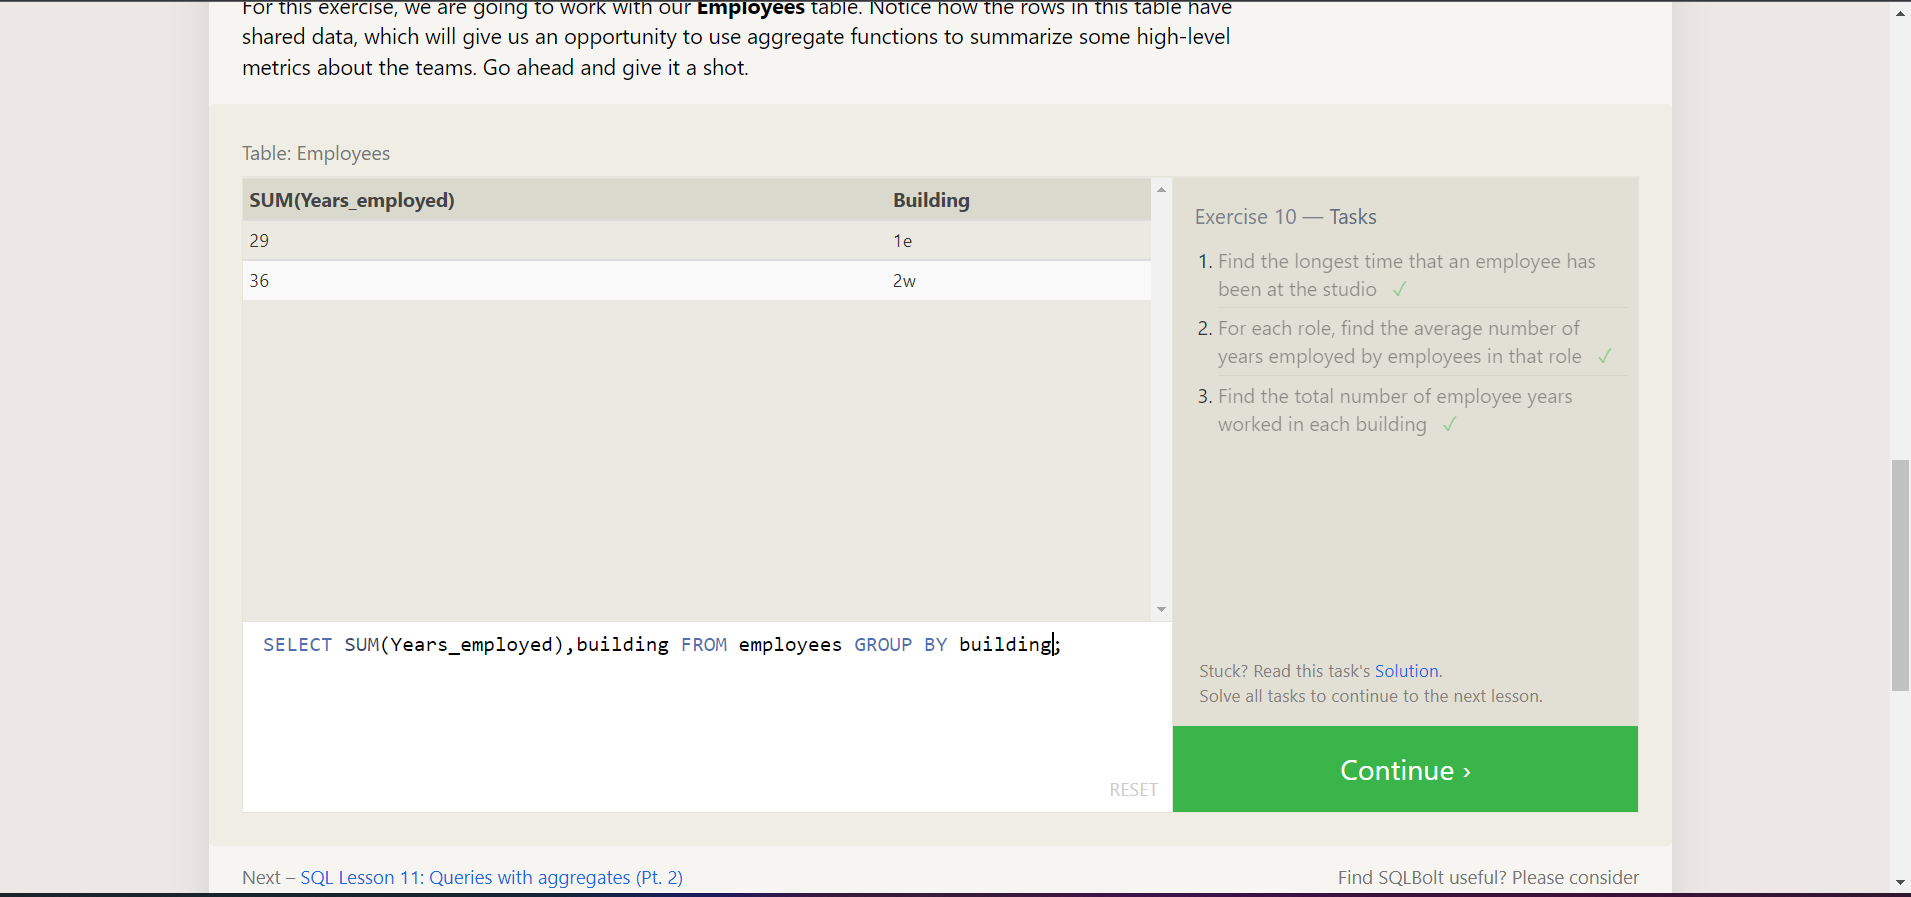 For this exercise, we are going to work with our Employees table. Notice how the rows in this table have
shared data, which will give us an opportunity to use aggregate functions to summarize some high-level
metrics about the teams. Go ahead and give it a shot.
Table: Employees
SUM(Years_employed) Building
29 1e
36 2w
SELECT SUM(Years_employed),building FROM employees GROUP BY building;
RESET
Exercise 10 — Tasks
1. Find the longest time that an employee has
been at the studio ✓
2. For each role, find the average number of
years employed by employees in that role ✓
3. Find the total number of employee years
worked in each building ✓
Stuck? Read this task's Solution.
Solve all tasks to continue to the next lesson.
Continue ›
Next – SQL Lesson 11: Queries with aggregates (Pt. 2)
Find SQLBolt useful? Please consider